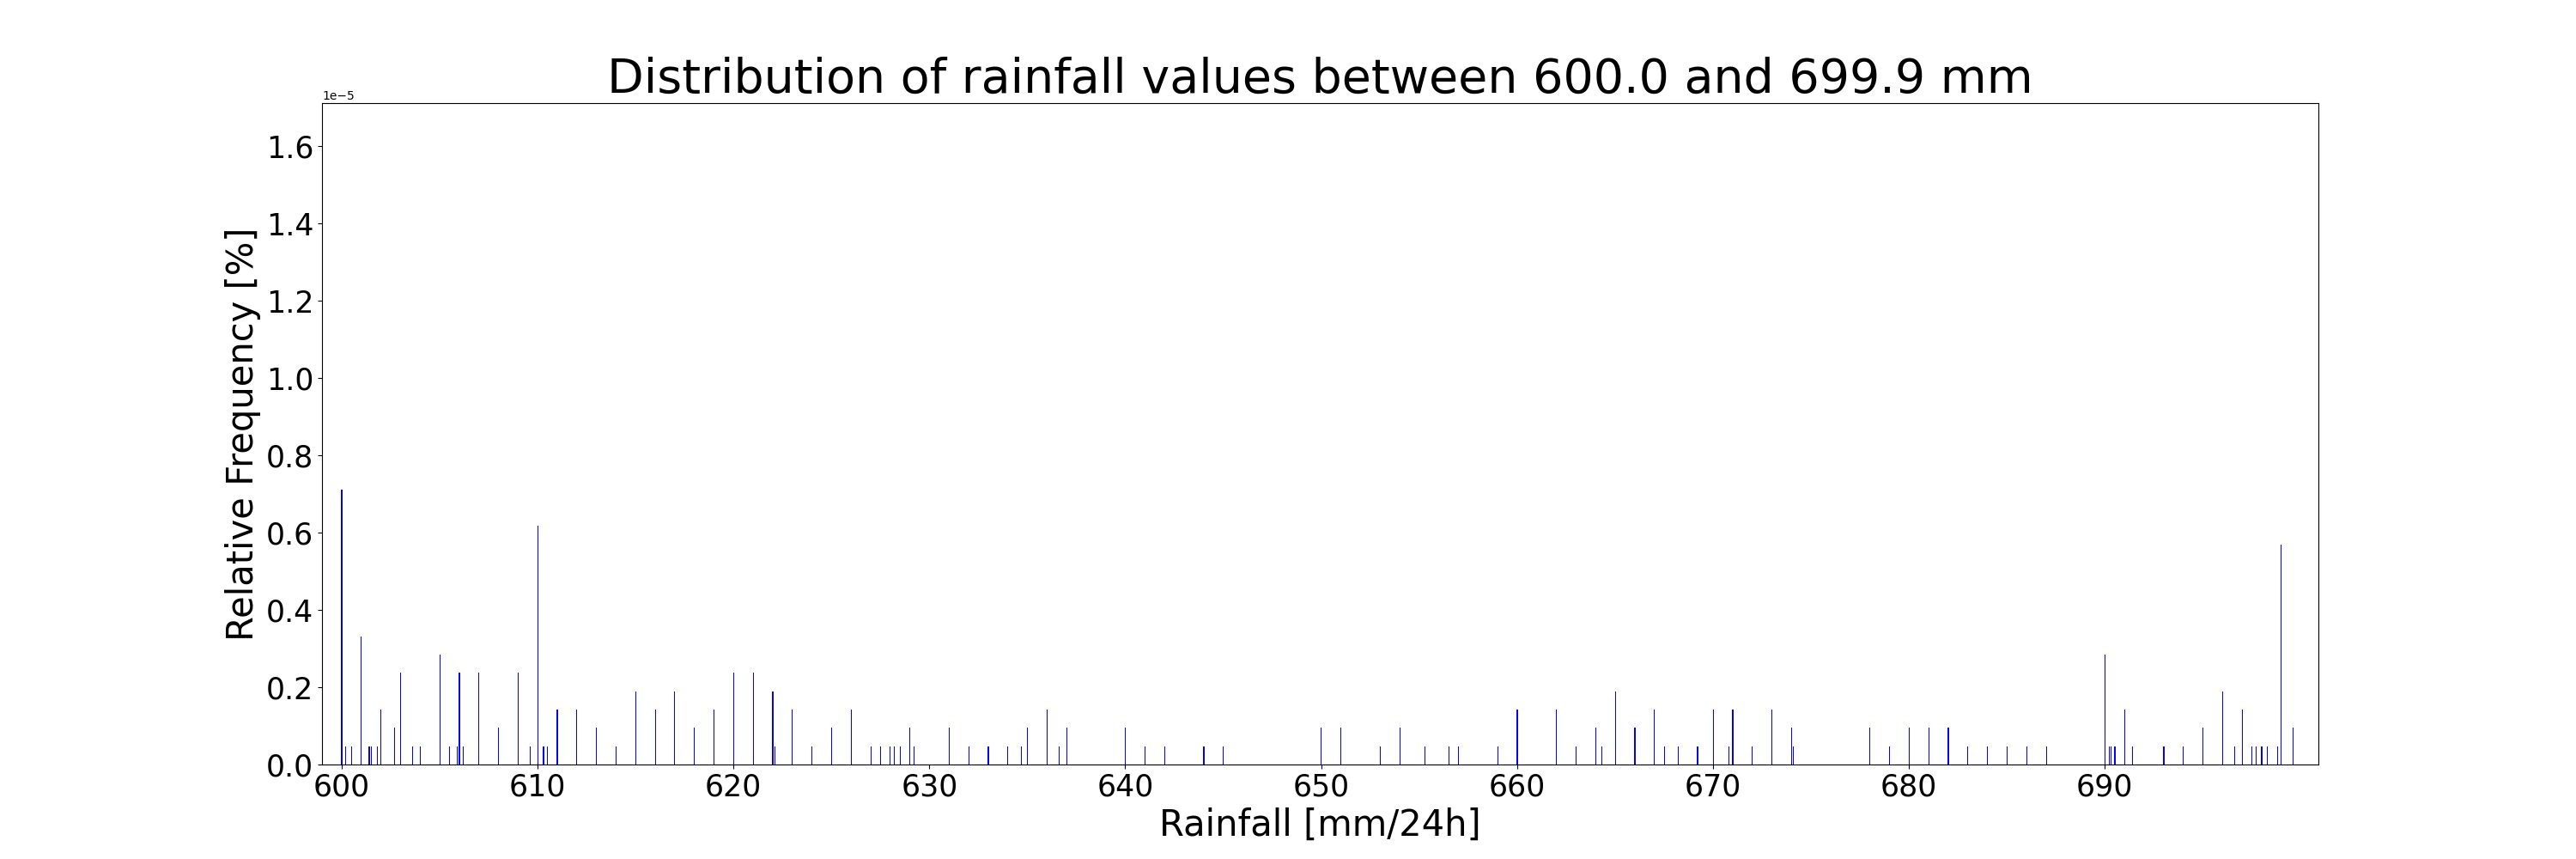 Distribution of rainfall values between 600.0 and 699.9 mm
1e−5
1.6
1.4
1.2
1.0
0.8
0.6
0.4
0.2
0.0
Relative Frequency [%]
600 610 620 630 640 650 660 670 680 690
Rainfall [mm/24h]